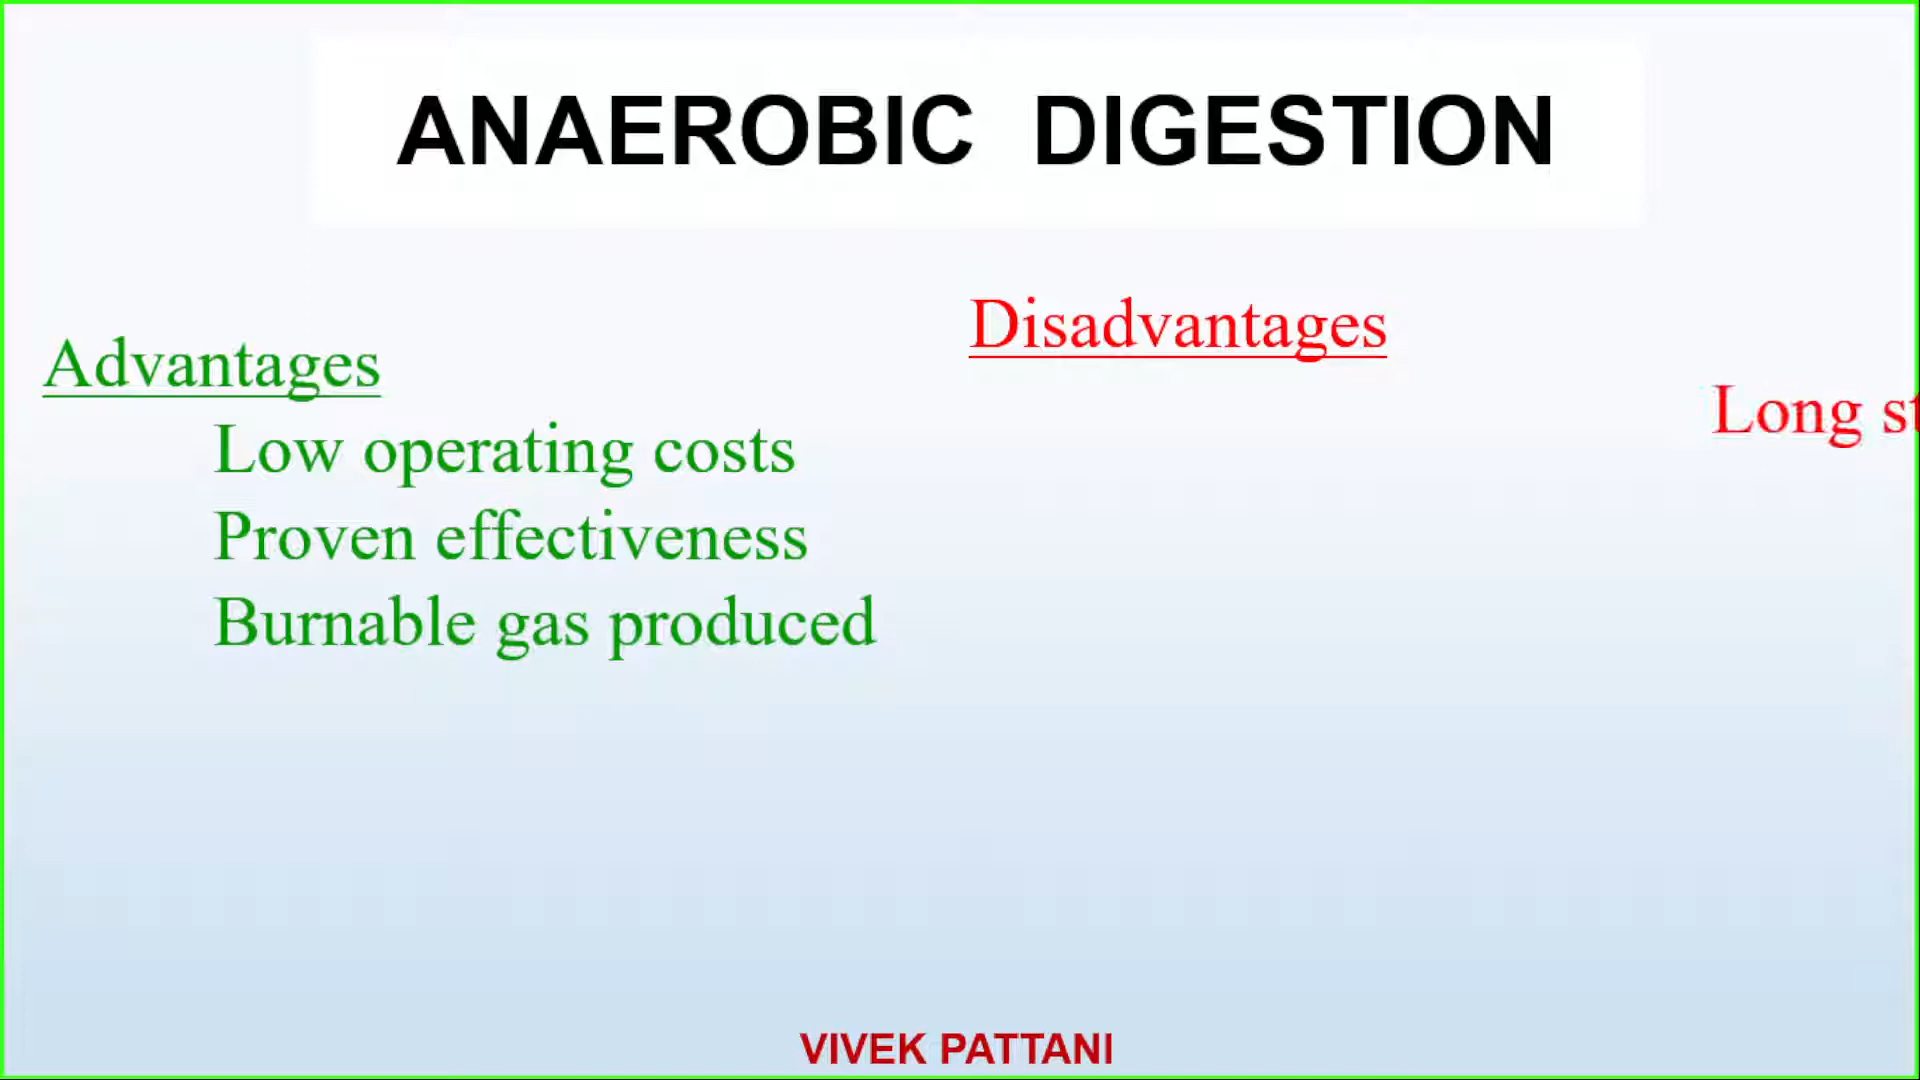 ANAEROBIC DIGESTION
Advantages
Low operating costs
Proven effectiveness
Burnable gas produced
Disadvantages
Long
VIVEK PATTANI